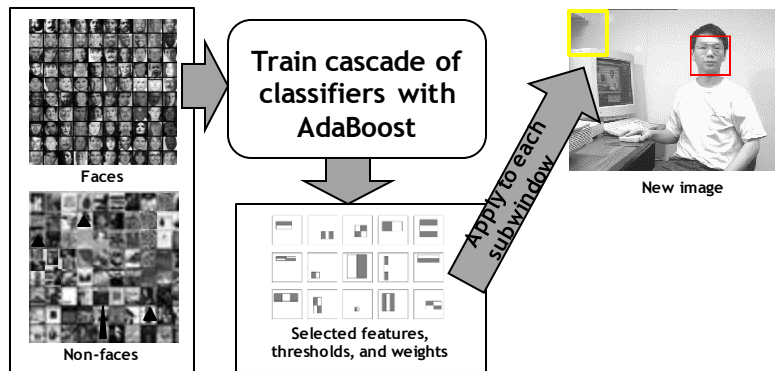 Faces
Non-faces
Train cascade of
classifiers with
AdaBoost
Selected features,
thresholds, and weights
Apply to each
subwindow
New image